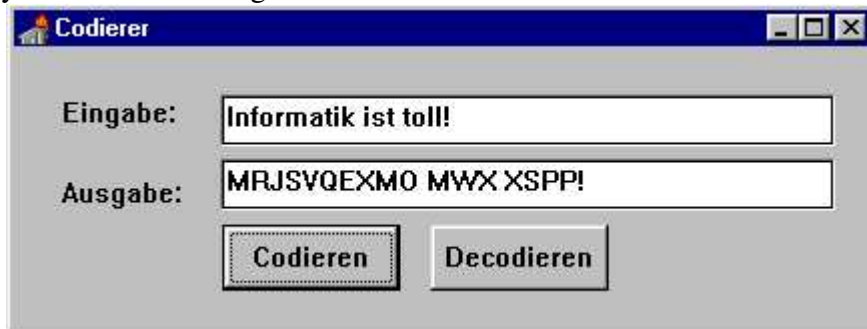 Codierer
Eingabe: Informatik ist toll!
Ausgabe: MRJSVQEXMO MWX XSPP!
Codieren Decodieren